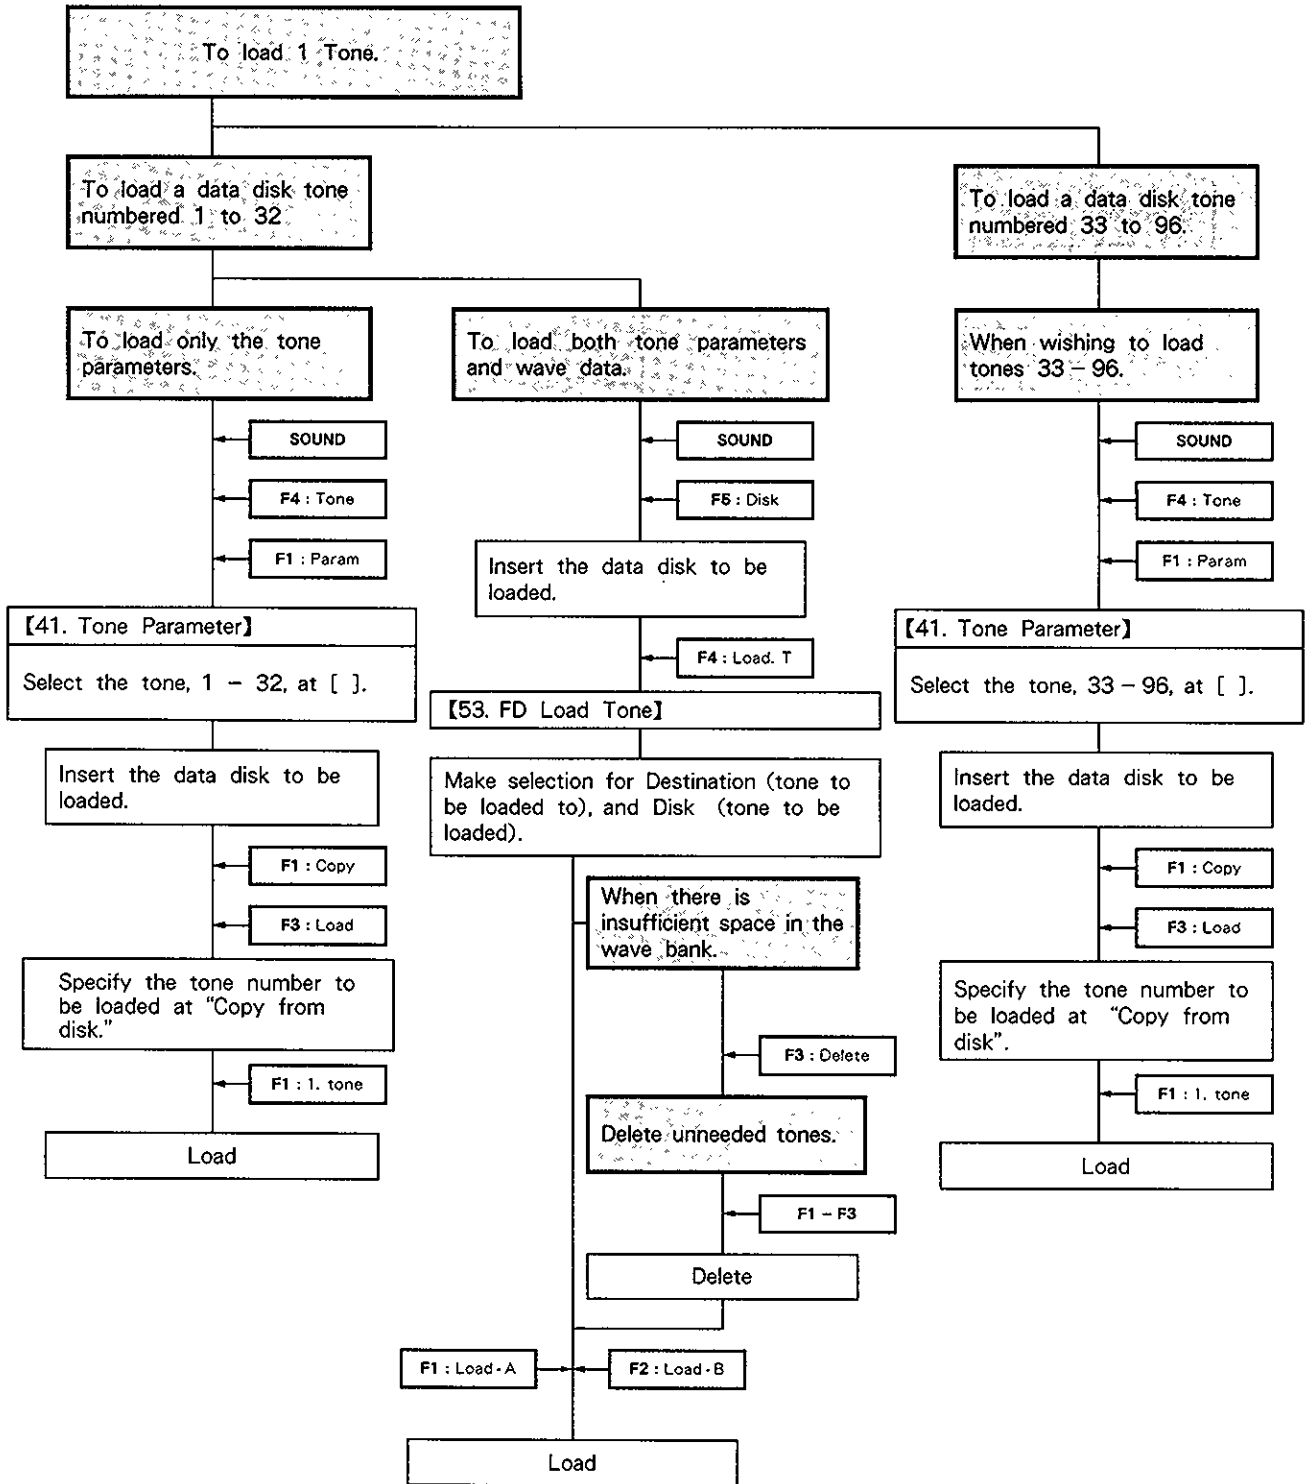 To load 1 Tone.
To load a data disk tone
numbered 1 to 32
To load only the tone
parameters.
SOUND
F4 : Tone
F1 : Param
【41. Tone Parameter】
Select the tone, 1 – 32, at [ ].
Insert the data disk to be
loaded.
F1 : Copy
F3 : Load
Specify the tone number to
be loaded at "Copy from
disk."
F1 : 1. tone
Load
To load both tone parameters
and wave data.
SOUND
F5 : Disk
Insert the data disk to be
loaded.
F4 : Load. T
【53. FD Load Tone】
Make selection for Destination (tone to
be loaded to), and Disk (tone to be
loaded).
When there is
insufficient space in the
wave bank.
F3 : Delete
Delete unneeded tones.
F1 – F3
Delete
F1 : Load - A
F2 : Load - B
Load
To load a data disk tone
numbered 33 to 96.
When wishing to load
tones 33 – 96.
SOUND
F4 : Tone
F1 : Param
【41. Tone Parameter】
Select the tone, 33 – 96, at [ ].
Insert the data disk to be
loaded.
F1 : Copy
F3 : Load
Specify the tone number to
be loaded at "Copy from
disk".
F1 : 1. tone
Load